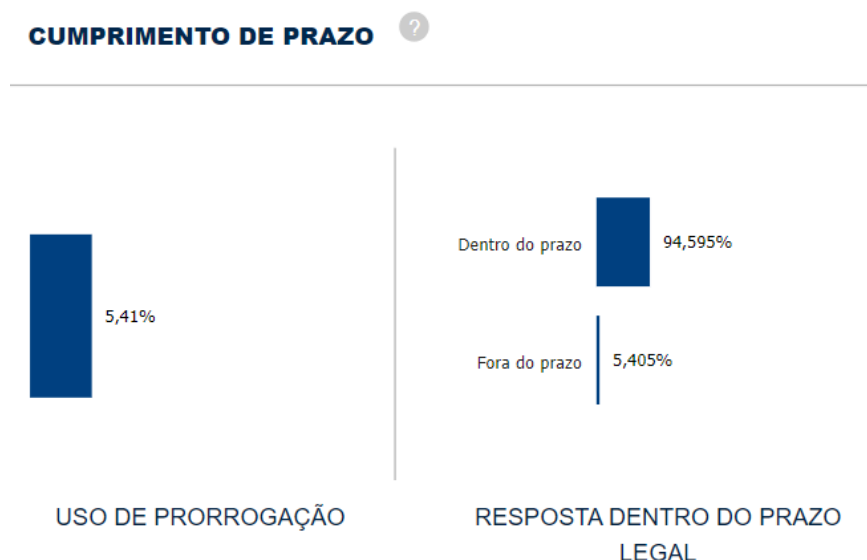 CUMPRIMENTO DE PRAZO ?
5,41%
USO DE PRORROGAÇÃO
Dentro do prazo 94,595%
Fora do prazo 5,405%
RESPOSTA DENTRO DO PRAZO
LEGAL